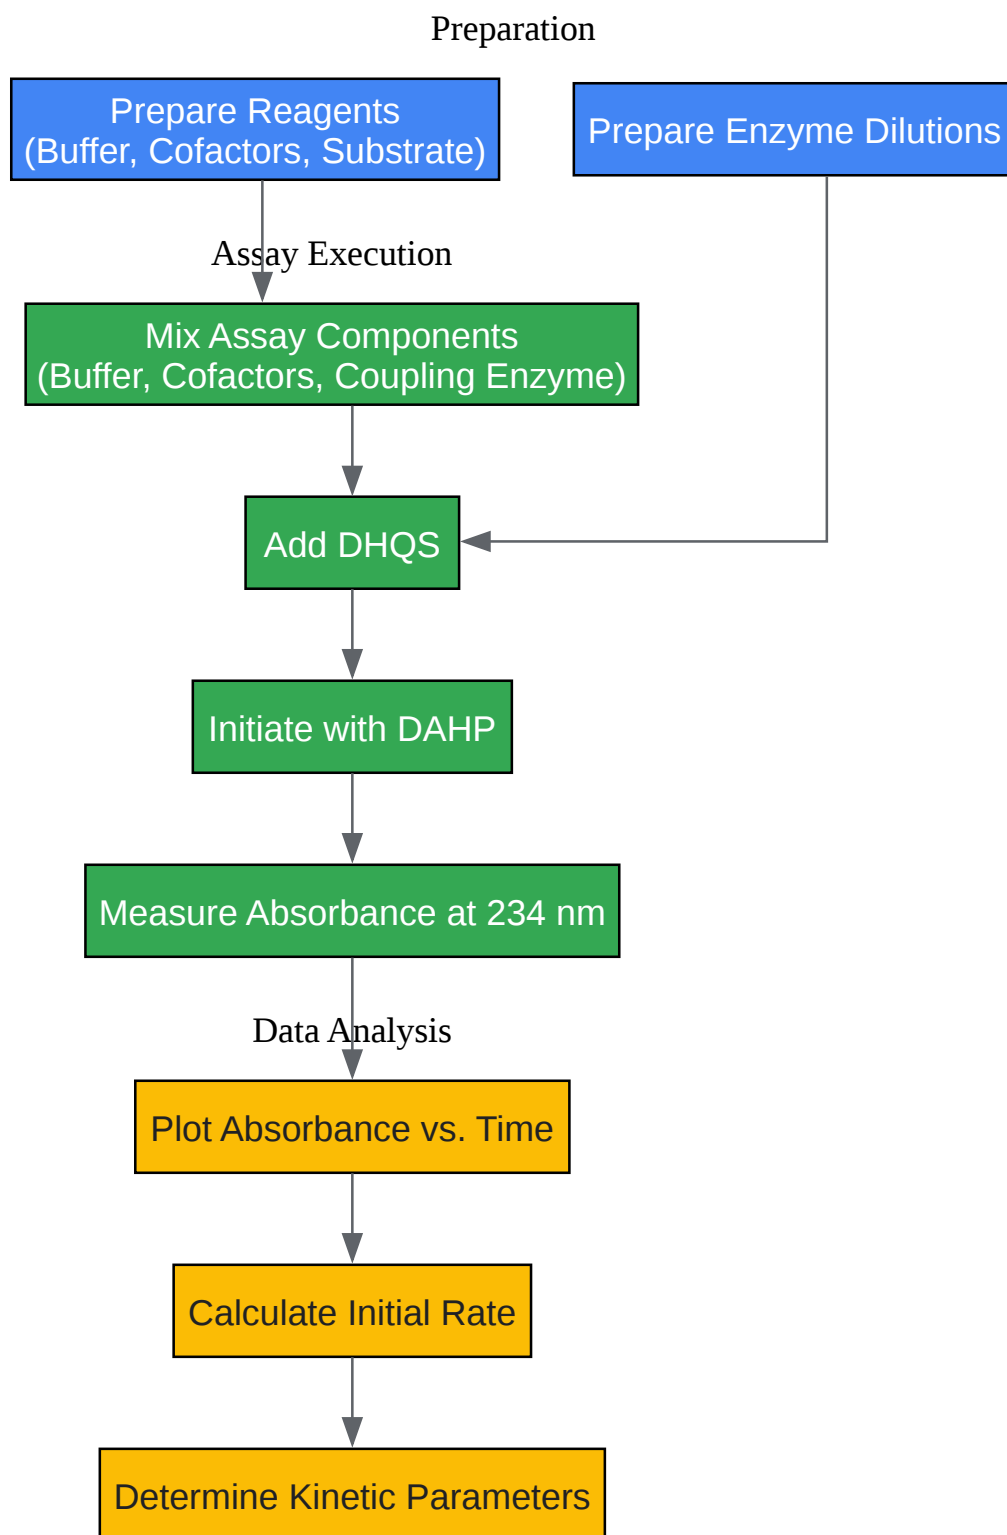 Preparation
Prepare Reagents
(Buffer, Cofactors, Substrate)
Prepare Enzyme Dilutions
Assay Execution
Mix Assay Components
(Buffer, Cofactors, Coupling Enzyme)
Add DHQS
Initiate with DAHP
Measure Absorbance at 234 nm
Data Analysis
Plot Absorbance vs. Time
Calculate Initial Rate
Determine Kinetic Parameters